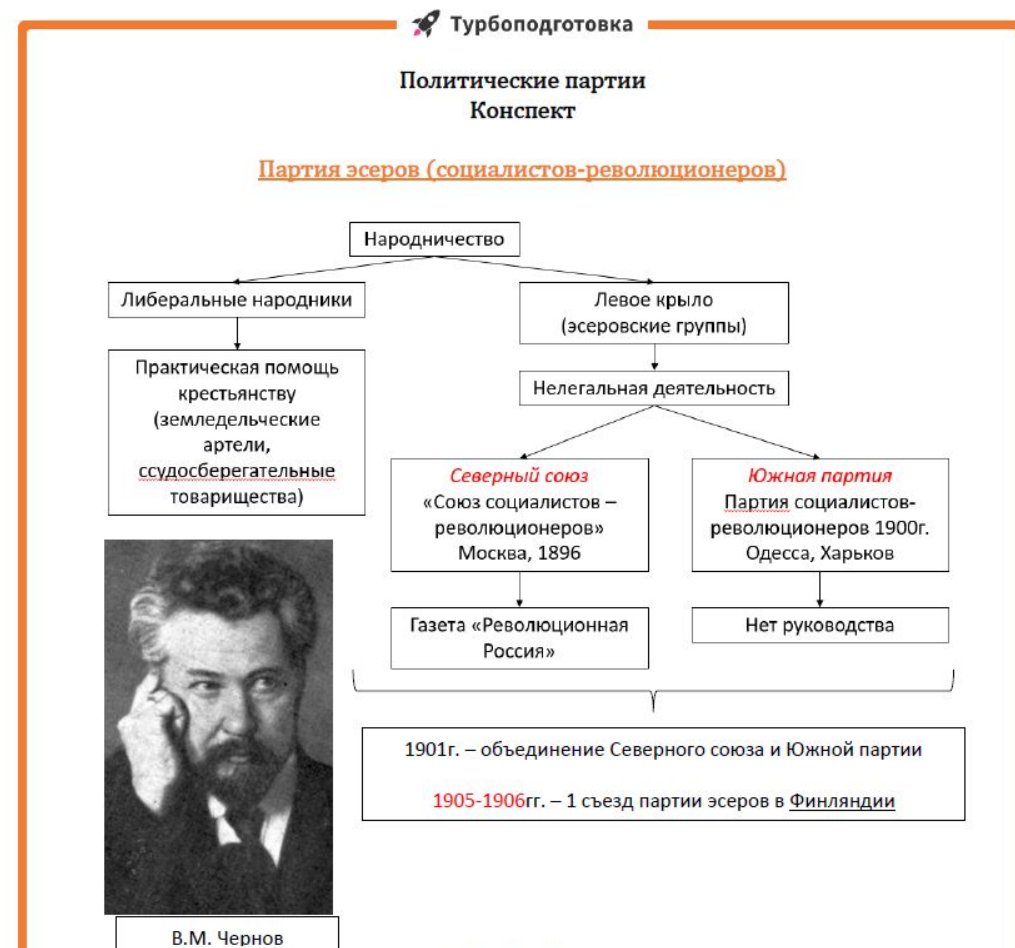 Турбоподготовка
Политические партии
Конспект
Партия эсеров (социалистов-революционеров)
Народничество
Либеральные народники
Левое крыло
(эсеровские группы)
Практическая помощь
крестьянству
(земледельческие
артели,
ссудосберегательные
товарищества)
Нелегальная деятельность
Северный союз
«Союз социалистов –
революционеров»
Москва, 1896
Южная партия
Партия социалистов-
революционеров 1900г.
Одесса, Харьков
Газета «Революционная
Россия»
Нет руководства
1901г. – объединение Северного союза и Южной партии
1905-1906гг. – 1 съезд партии эсеров в Финляндии
В.М. Чернов